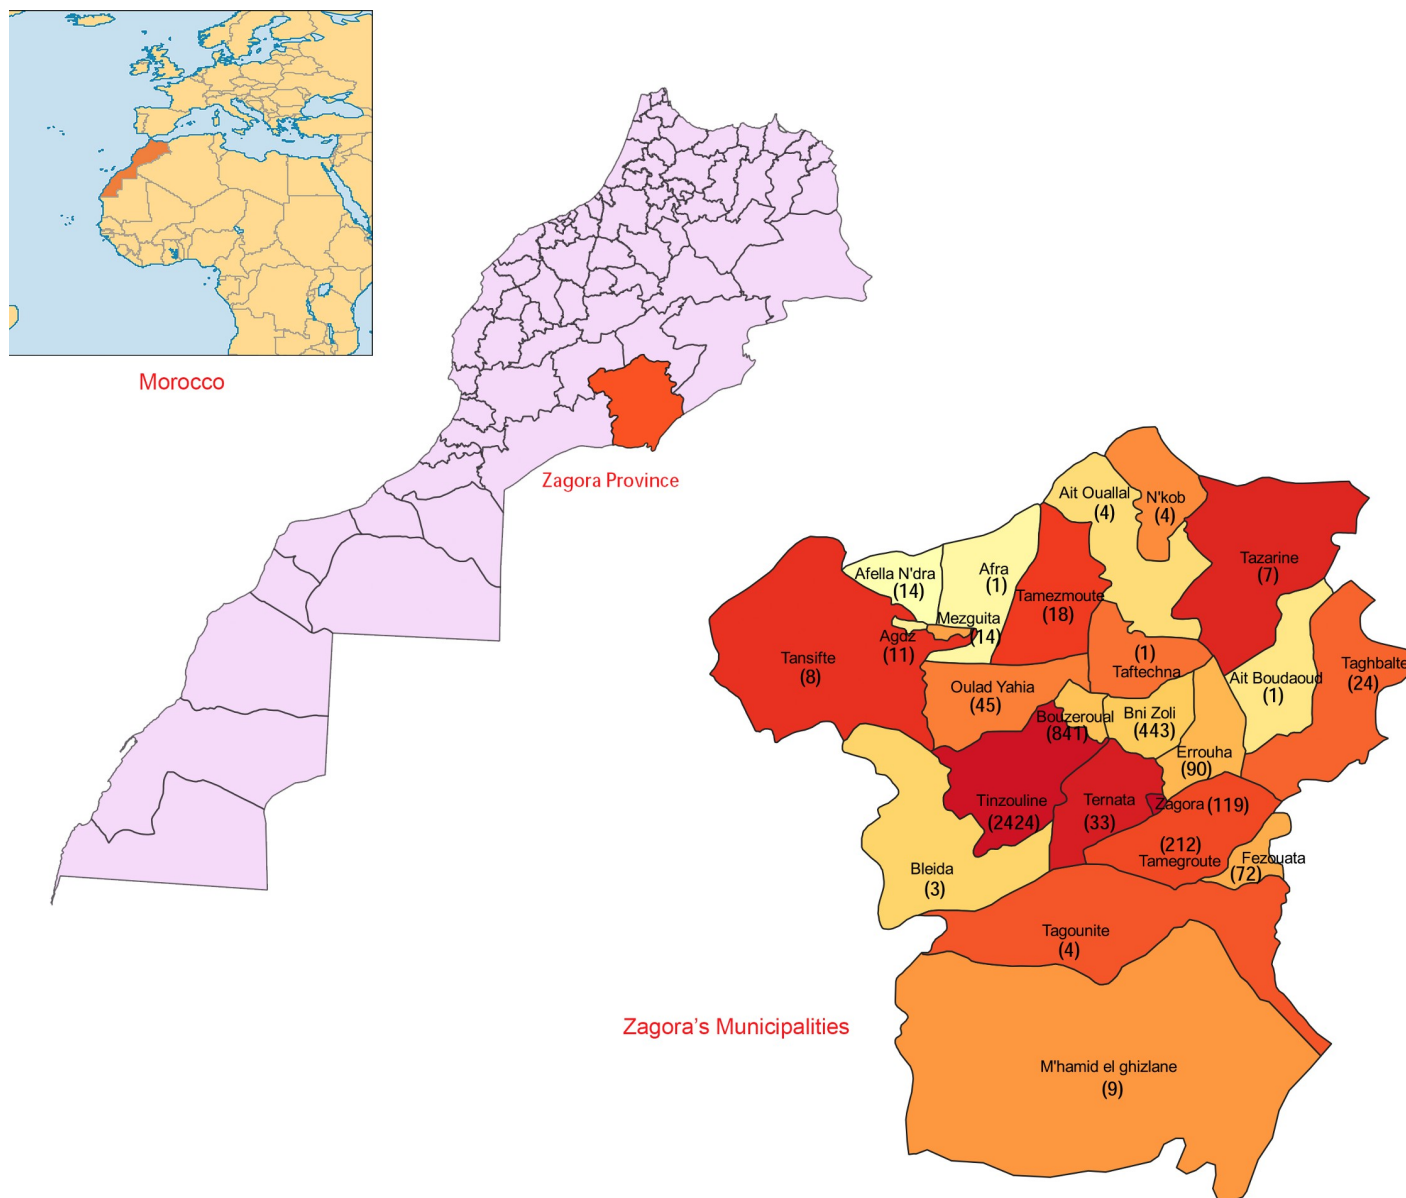 Morocco
Zagora Province
Ait Ouallal
(4)
N'kob
(4)
Tazarine
(7)
Afella N'dra
(14)
Afra
(1)
Tamezmoute
(18)
Mezguita
(14)
Agdz
(11)
Tansifte
(8)
(1)
Taftechna
Ait Boudaoud
(1)
Taghbalte
(24)
Oulad Yahia
(45)
Bouzeroual
(841)
Bni Zoli
(443)
Errouha
(90)
Tinzouline
(2424)
Ternata
(33)
Zagora (119)
(212)
Tamegroute
Fezouata
(72)
Bleida
(3)
Tagounite
(4)
Zagora’s Municipalities
M'hamid el ghizlane
(9)